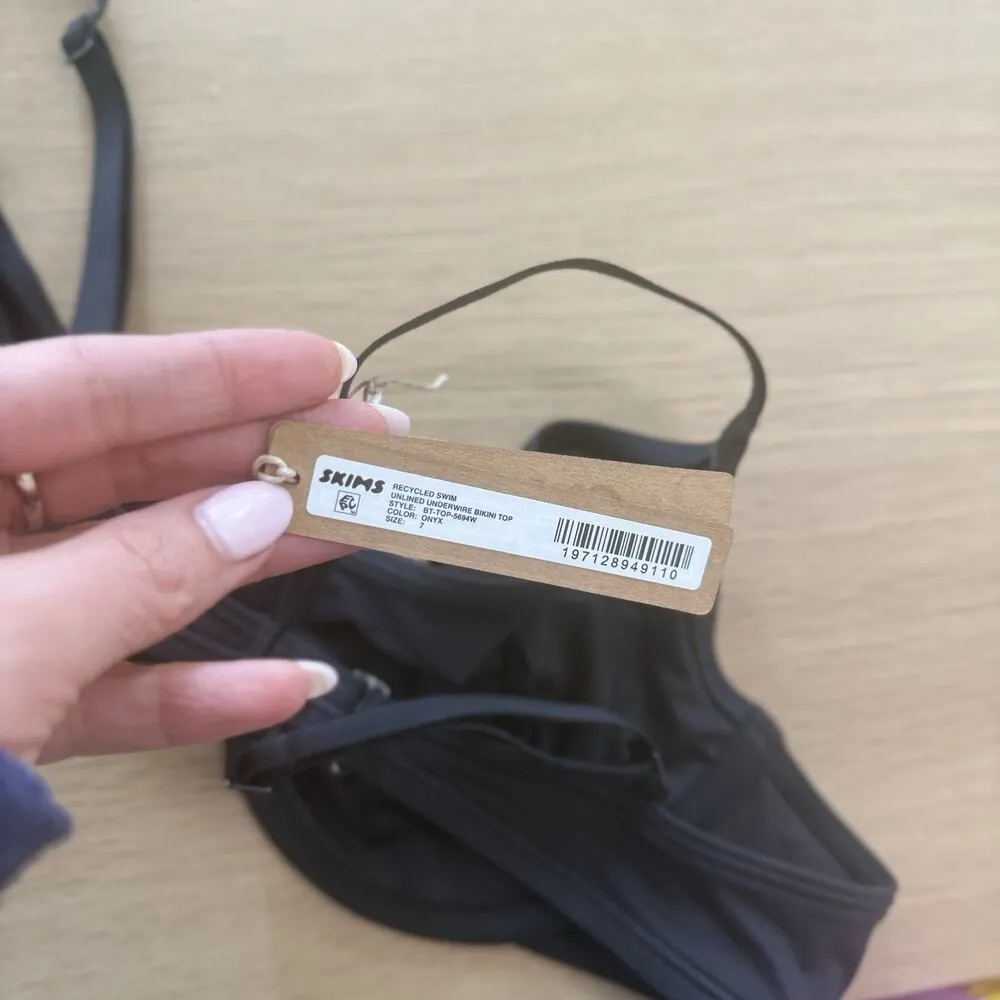 SKIMS
RECYCLED SWIM
UNLINED UNDERWIRE BIKINI TOP
STYLE: BT-TOP-5694W
COLOR: ONYX
SIZE: 7
197128949110